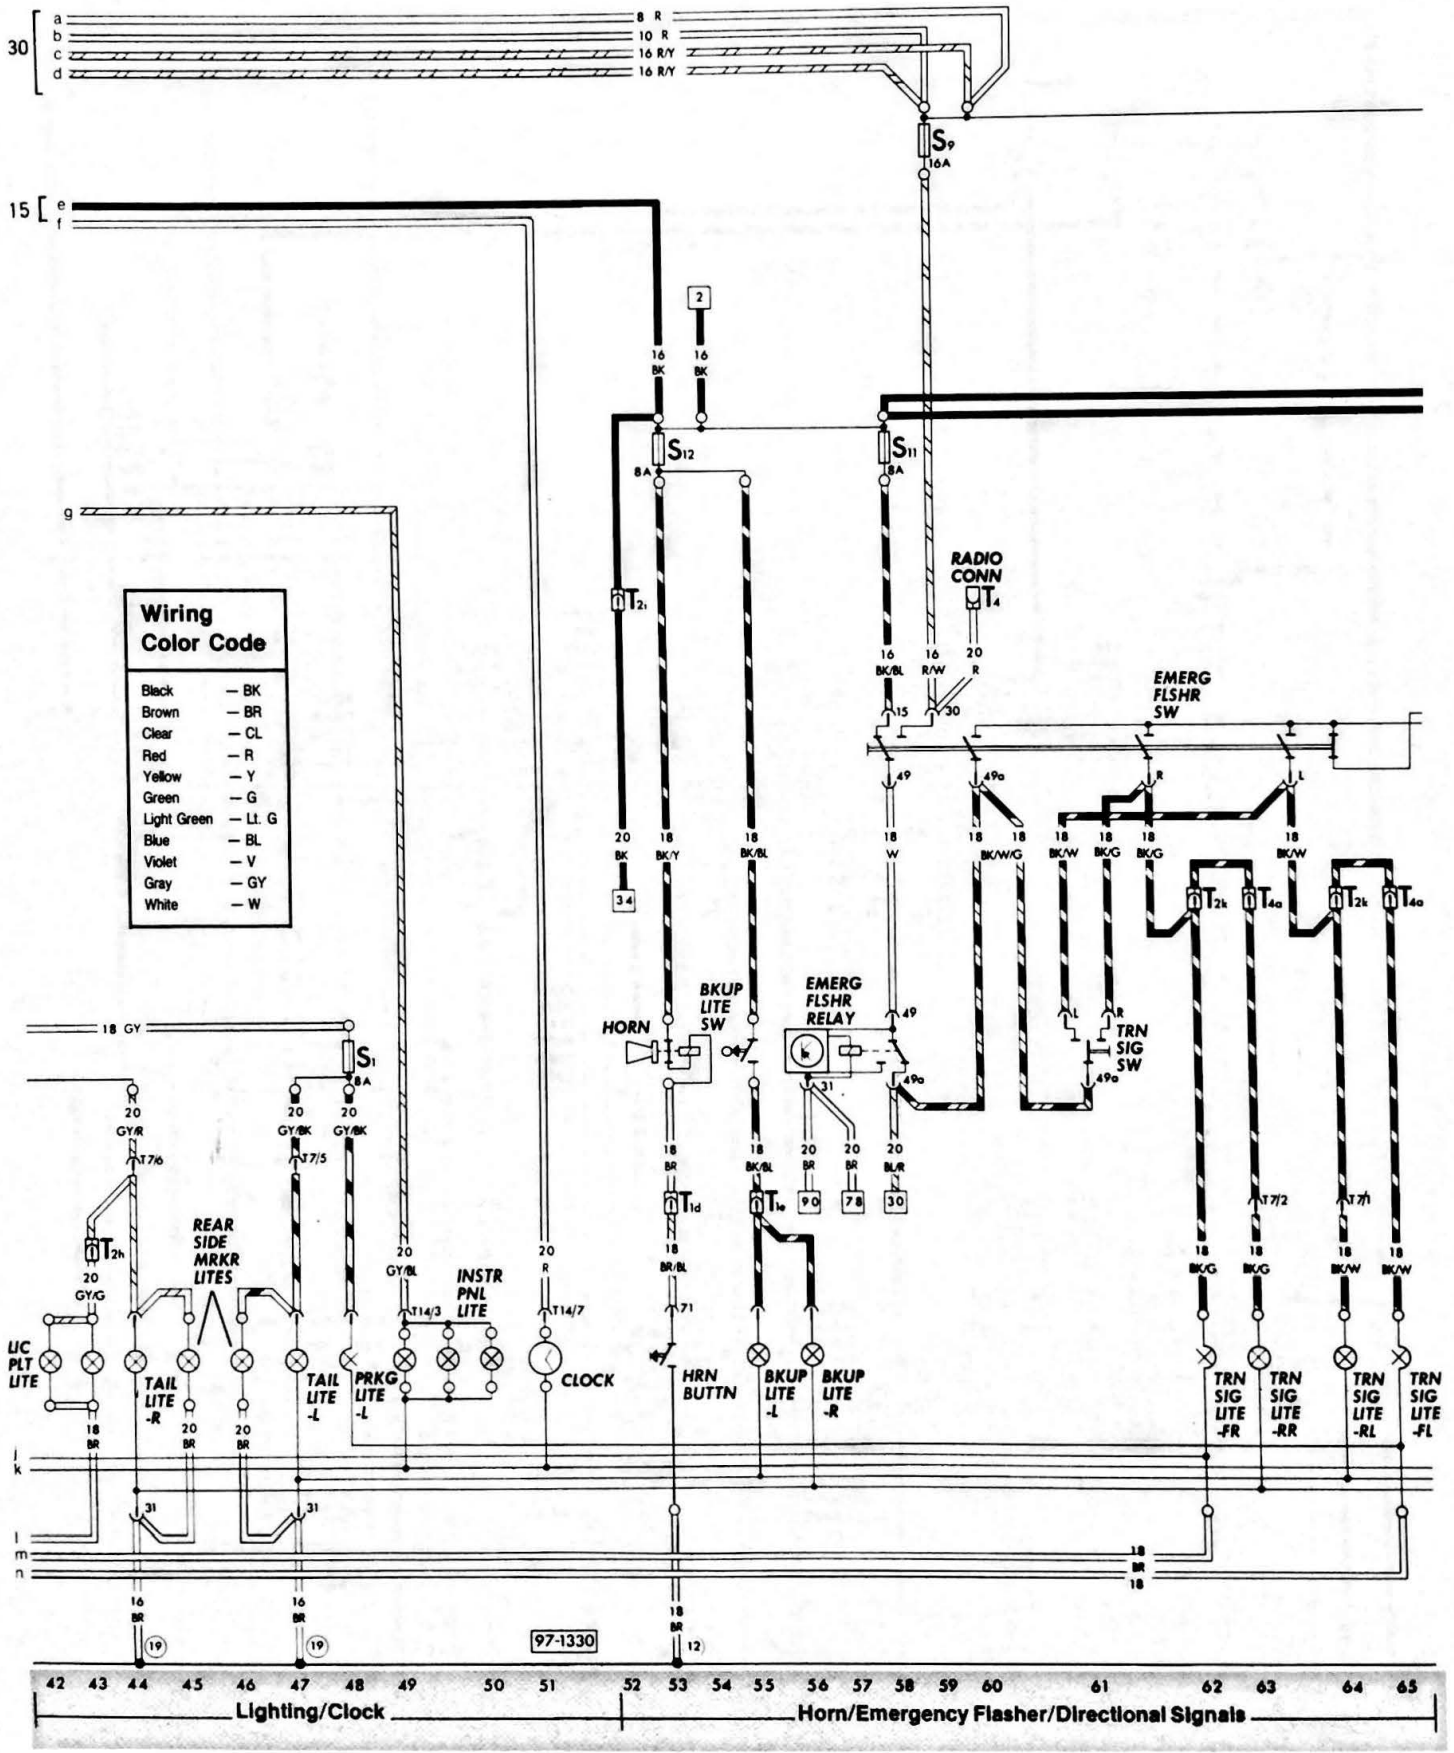 30
a
b
c
d
8 R
10 R
16 R/Y
16 R/Y
S9
16A
15
e
f
2
16
BK
16
BK
S12
8A
S11
8A
g
Wiring
Color Code
Black — BK
Brown — BR
Clear — CL
Red — R
Yellow — Y
Green — G
Light Green — Lt. G
Blue — BL
Violet — V
Gray — GY
White — W
T2i
RADIO
CONN
T4
16
BK/BL
16
R/W
20
R
15
30
EMERG
FLSHR
SW
49
49a
R
L
20
BK
18
BK/Y
18
BK/BL
18
W
18
18
BK/W/G
18
BK/W
18
BK/G
18
BK/G
18
BK/W
34
T2k
T4a
T2k
T4a
18 GY
S1
8A
HORN
BKUP
LITE
SW
EMERG
FLSHR
RELAY
49
31
49a
L
R
TRN
SIG
SW
49a
20
GY/R
20
GY/BK
20
GY/BK
T7/6
T7/5
18
BR
18
BK/BL
20
BR
20
BR
20
BL/R
T1d
T1e
90
78
30
T7/2
T7/1
T2h
REAR
SIDE
MRKR
LITES
20
GY/G
20
GY/BL
INSTR
PNL
LITE
20
R
18
BR/BL
18
BK/G
18
BK/G
18
BK/W
18
BK/W
T14/3
T14/7
71
LIC
PLT
LITE
TAIL
LITE
-R
TAIL
LITE
-L
PRKG
LITE
-L
CLOCK
HRN
BUTTN
BKUP
LITE
-L
BKUP
LITE
-R
TRN
SIG
LITE
-FR
TRN
SIG
LITE
-RR
TRN
SIG
LITE
-RL
TRN
SIG
LITE
-FL
18
BR
20
BR
20
BR
j
k
31
31
l
m
n
18
BR
18
16
BR
16
BR
18
BR
19
19
97-1330
12
42 43 44 45 46 47 48 49 50 51 52 53 54 55 56 57 58 59 60 61 62 63 64 65
Lighting/Clock
Horn/Emergency Flasher/Directional Signals